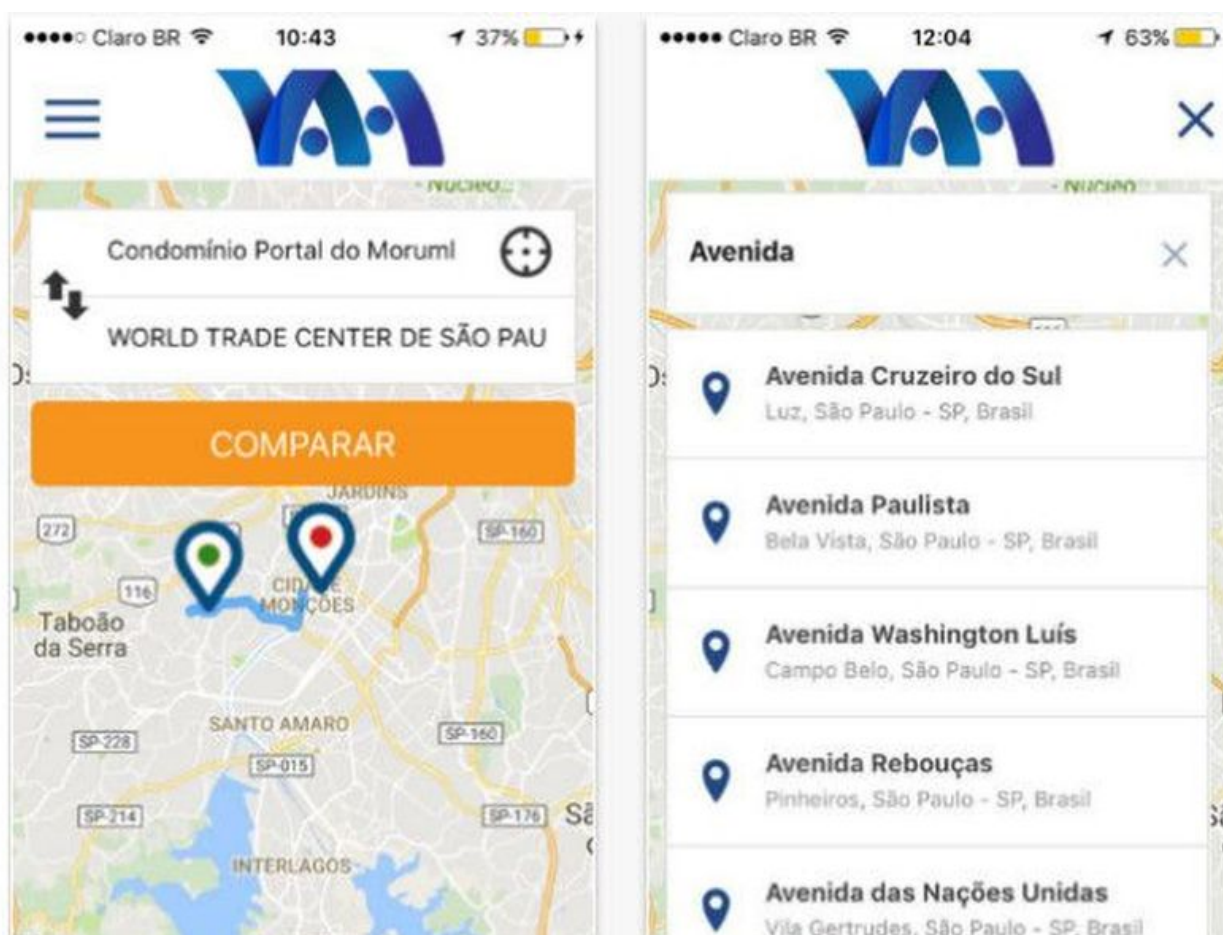 Claro BR
10:43
37%
Condomínio Portal do Moruml
WORLD TRADE CENTER DE SÃO PAU
COMPARAR
JARDINS
272
SP-160
116
CIDADE
MONÇÕES
Taboão
da Serra
SANTO AMARO
SP-228
SP-160
SP-015
SP-214
SP-176
INTERLAGOS
Claro BR
12:04
63%
Avenida
Avenida Cruzeiro do Sul
Luz, São Paulo - SP, Brasil
Avenida Paulista
Bela Vista, São Paulo - SP, Brasil
Avenida Washington Luís
Campo Belo, São Paulo - SP, Brasil
Avenida Rebouças
Pinheiros, São Paulo - SP, Brasil
Avenida das Nações Unidas
Vila Gertrudes, São Paulo - SP, Brasil